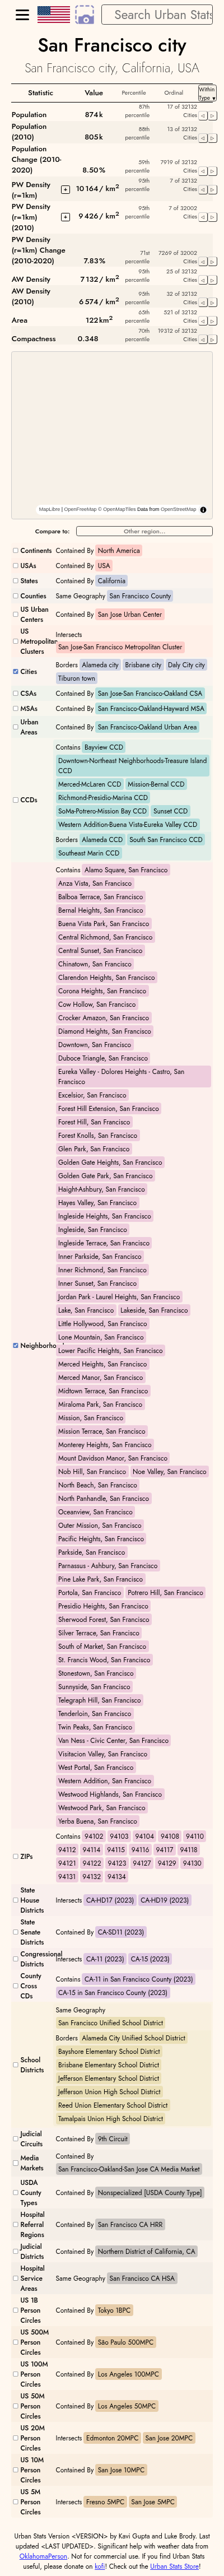 Search Urban Stats
San Francisco city
San Francisco city, California, USA
Statistic Value Percentile Ordinal Within Type ▼
Population 874k 87th percentile 17 of 32132 Cities ◁ ▷
Population (2010) 805k 88th percentile 13 of 32132 Cities ◁ ▷
Population Change (2010-2020) 8.50% 59th percentile 7919 of 32132 Cities ◁ ▷
PW Density (r=1km) + 10 164 / km² 95th percentile 7 of 32132 Cities ◁ ▷
PW Density (r=1km) (2010) + 9 426 / km² 95th percentile 7 of 32002 Cities ◁ ▷
PW Density (r=1km) Change (2010-2020) 7.83% 71st percentile 7269 of 32002 Cities ◁ ▷
AW Density 7 132 / km² 95th percentile 25 of 32132 Cities ◁ ▷
AW Density (2010) 6 574 / km² 95th percentile 32 of 32132 Cities ◁ ▷
Area 122 km² 65th percentile 521 of 32132 Cities ◁ ▷
Compactness 0.348 70th percentile 19312 of 32132 Cities ◁ ▷
MapLibre | OpenFreeMap © OpenMapTiles Data from OpenStreetMap
Compare to: Other region...
Continents Contained By North America
USAs Contained By USA
States Contained By California
Counties Same Geography San Francisco County
US Urban Centers Contained By San Jose Urban Center
US Metropolitan Clusters Intersects
San Jose-San Francisco Metropolitan Cluster
Cities Borders Alameda city Brisbane city Daly City city
Tiburon town
CSAs Contained By San Jose-San Francisco-Oakland CSA
MSAs Contained By San Francisco-Oakland-Hayward MSA
Urban Areas Contained By San Francisco-Oakland Urban Area
CCDs Contains Bayview CCD
Downtown-Northeast Neighborhoods-Treasure Island CCD
Merced-McLaren CCD Mission-Bernal CCD
Richmond-Presidio-Marina CCD
SoMa-Potrero-Mission Bay CCD Sunset CCD
Western Addition-Buena Vista-Eureka Valley CCD
Borders Alameda CCD South San Francisco CCD
Southeast Marin CCD
Neighborhoods Contains Alamo Square, San Francisco
Anza Vista, San Francisco
Balboa Terrace, San Francisco
Bernal Heights, San Francisco
Buena Vista Park, San Francisco
Central Richmond, San Francisco
Central Sunset, San Francisco
Chinatown, San Francisco
Clarendon Heights, San Francisco
Corona Heights, San Francisco
Cow Hollow, San Francisco
Crocker Amazon, San Francisco
Diamond Heights, San Francisco
Downtown, San Francisco
Duboce Triangle, San Francisco
Eureka Valley - Dolores Heights - Castro, San Francisco
Excelsior, San Francisco
Forest Hill Extension, San Francisco
Forest Hill, San Francisco
Forest Knolls, San Francisco
Glen Park, San Francisco
Golden Gate Heights, San Francisco
Golden Gate Park, San Francisco
Haight-Ashbury, San Francisco
Hayes Valley, San Francisco
Ingleside Heights, San Francisco
Ingleside, San Francisco
Ingleside Terrace, San Francisco
Inner Parkside, San Francisco
Inner Richmond, San Francisco
Inner Sunset, San Francisco
Jordan Park - Laurel Heights, San Francisco
Lake, San Francisco Lakeside, San Francisco
Little Hollywood, San Francisco
Lone Mountain, San Francisco
Lower Pacific Heights, San Francisco
Merced Heights, San Francisco
Merced Manor, San Francisco
Midtown Terrace, San Francisco
Miraloma Park, San Francisco
Mission, San Francisco
Mission Terrace, San Francisco
Monterey Heights, San Francisco
Mount Davidson Manor, San Francisco
Nob Hill, San Francisco Noe Valley, San Francisco
North Beach, San Francisco
North Panhandle, San Francisco
Oceanview, San Francisco
Outer Mission, San Francisco
Pacific Heights, San Francisco
Parkside, San Francisco
Parnassus - Ashbury, San Francisco
Pine Lake Park, San Francisco
Portola, San Francisco Potrero Hill, San Francisco
Presidio Heights, San Francisco
Sherwood Forest, San Francisco
Silver Terrace, San Francisco
South of Market, San Francisco
St. Francis Wood, San Francisco
Stonestown, San Francisco
Sunnyside, San Francisco
Telegraph Hill, San Francisco
Tenderloin, San Francisco
Twin Peaks, San Francisco
Van Ness - Civic Center, San Francisco
Visitacion Valley, San Francisco
West Portal, San Francisco
Western Addition, San Francisco
Westwood Highlands, San Francisco
Westwood Park, San Francisco
Yerba Buena, San Francisco
ZIPs Contains 94102 94103 94104 94108 94110
94112 94114 94115 94116 94117 94118
94121 94122 94123 94127 94129 94130
94131 94132 94134
State House Districts Intersects CA-HD17 (2023) CA-HD19 (2023)
State Senate Districts Contained By CA-SD11 (2023)
Congressional Districts Intersects CA-11 (2023) CA-15 (2023)
County Cross CDs Contains CA-11 in San Francisco County (2023)
CA-15 in San Francisco County (2023)
School Districts Same Geography
San Francisco Unified School District
Borders Alameda City Unified School District
Bayshore Elementary School District
Brisbane Elementary School District
Jefferson Elementary School District
Jefferson Union High School District
Reed Union Elementary School District
Tamalpais Union High School District
Judicial Circuits Contained By 9th Circuit
Media Markets Contained By
San Francisco-Oakland-San Jose CA Media Market
USDA County Types Contained By Nonspecialized [USDA County Type]
Hospital Referral Regions Contained By San Francisco CA HRR
Judicial Districts Contained By Northern District of California, CA
Hospital Service Areas Same Geography San Francisco CA HSA
US 1B Person Circles Contained By Tokyo 1BPC
US 500M Person Circles Contained By São Paulo 500MPC
US 100M Person Circles Contained By Los Angeles 100MPC
US 50M Person Circles Contained By Los Angeles 50MPC
US 20M Person Circles Intersects Edmonton 20MPC San Jose 20MPC
US 10M Person Circles Contained By San Jose 10MPC
US 5M Person Circles Intersects Fresno 5MPC San Jose 5MPC
Urban Stats Version <VERSION> by Kavi Gupta and Luke Brody. Last
updated <LAST UPDATED>. Significant help with weather data from
OklahomaPerson. Not for commercial use. If you find Urban Stats
useful, please donate on kofi! Check out the Urban Stats Store!